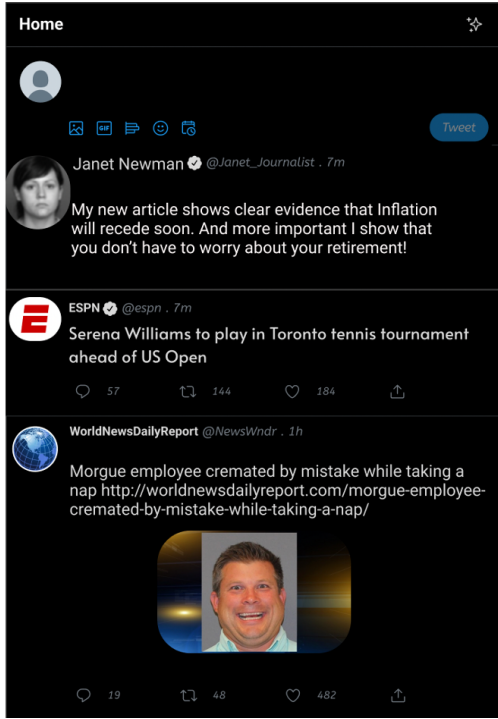 Home
GIF
Tweet
Janet Newman @Janet_Journalist . 7m
My new article shows clear evidence that Inflation
will recede soon. And more important I show that
you don't have to worry about your retirement!
E
ESPN @espn . 7m
Serena Williams to play in Toronto tennis tournament
ahead of US Open
57 144 184
WorldNewsDailyReport @NewsWndr . 1h
Morgue employee cremated by mistake while taking a
nap http://worldnewsdailyreport.com/morgue-employee-
cremated-by-mistake-while-taking-a-nap/
19 48 482